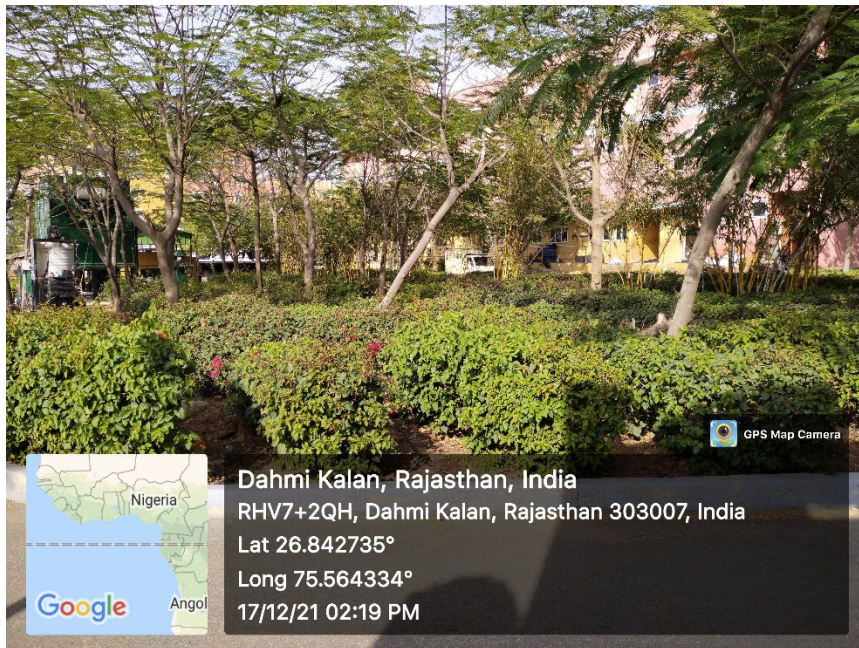 GPS Map Camera
Nigeria
Angol
Google
Dahmi Kalan, Rajasthan, India
RHV7+2QH, Dahmi Kalan, Rajasthan 303007, India
Lat 26.842735°
Long 75.564334°
17/12/21 02:19 PM